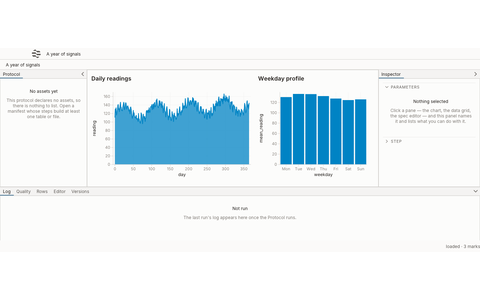 A year of signals
A year of signals
Protocol
No assets yet
This protocol declares no assets, so
there is nothing to list. Open a
manifest whose steps build at least
one table or file.
Daily readings
reading
160
140
120
100
80
60
40
20
0
0 50 100 150 200 250 300 350
day
Weekday profile
mean_reading
120
100
80
60
40
20
0
Mon Tue Wed Thu Fri Sat Sun
weekday
Inspector
PARAMETERS
Nothing selected
Click a pane — the chart, the data grid,
the spec editor — and this panel names
it and lists what you can do with it.
STEP
Log Quality Rows Editor Versions
Not run
The last run's log appears here once the Protocol runs.
loaded · 3 marks